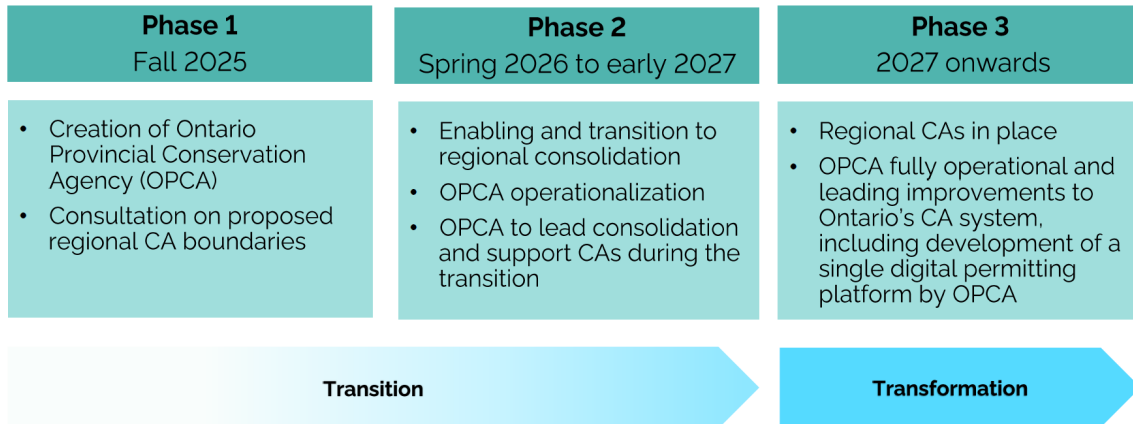 Phase 1
Fall 2025
• Creation of Ontario
Provincial Conservation
Agency (OPCA)
• Consultation on proposed
regional CA boundaries
Phase 2
Spring 2026 to early 2027
• Enabling and transition to
regional consolidation
• OPCA operationalization
• OPCA to lead consolidation
and support CAs during the
transition
Phase 3
2027 onwards
• Regional CAs in place
• OPCA fully operational and
leading improvements to
Ontario’s CA system,
including development of a
single digital permitting
platform by OPCA
Transition
Transformation